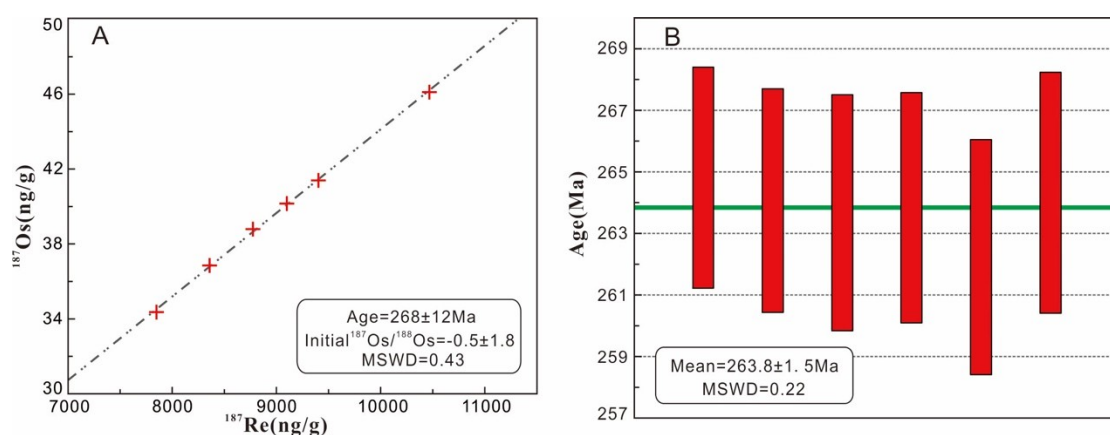 A
50
46
42
38
34
30
¹⁸⁷Os(ng/g)
7000 8000 9000 10000 11000
¹⁸⁷Re(ng/g)
Age=268±12Ma
Initial¹⁸⁷Os/¹⁸⁸Os=-0.5±1.8
MSWD=0.43
B
269
267
265
263
261
259
257
Age(Ma)
Mean=263.8±1.5Ma
MSWD=0.22